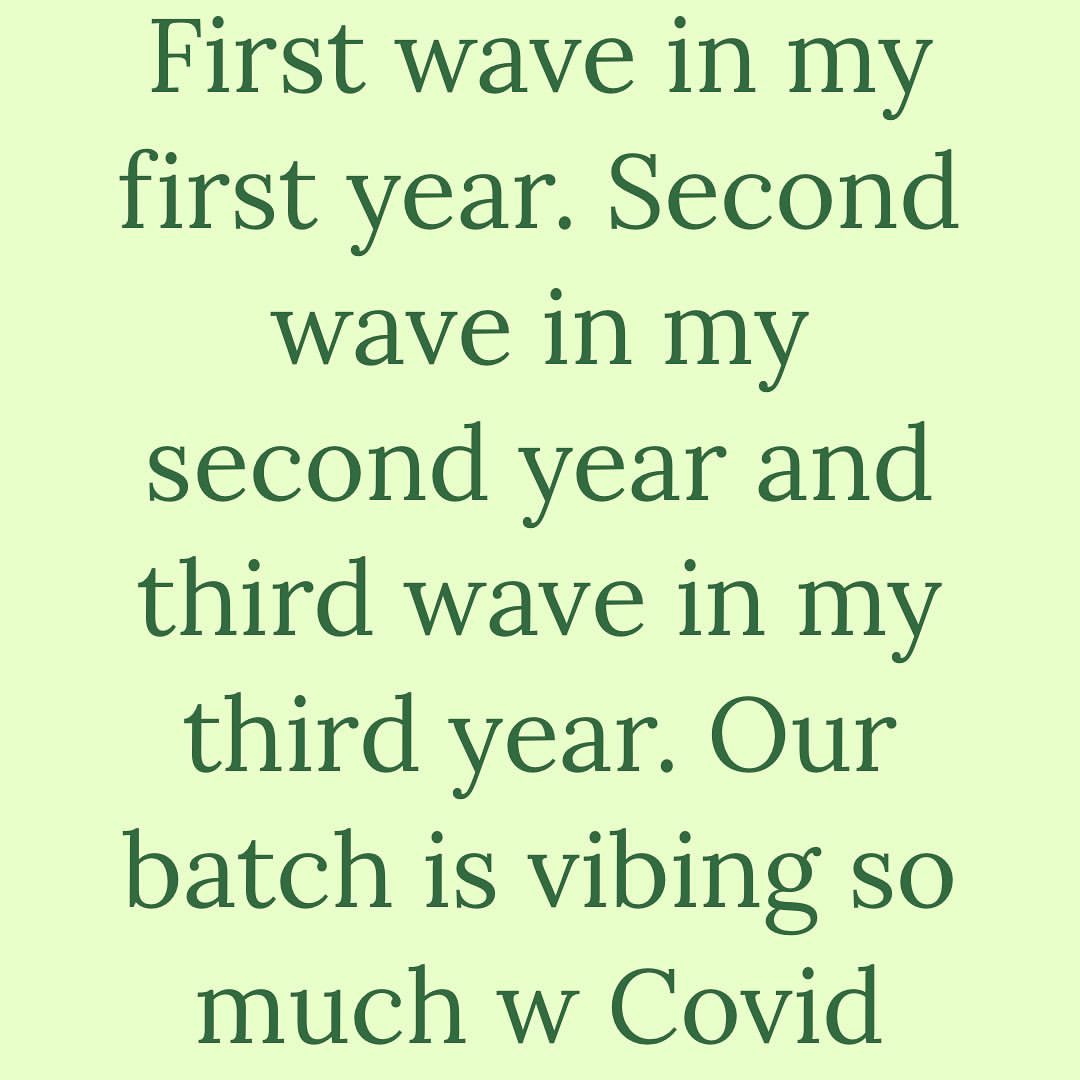 First wave in my
first year. Second
wave in my
second year and
third wave in my
third year. Our
batch is vibing so
much w Covid